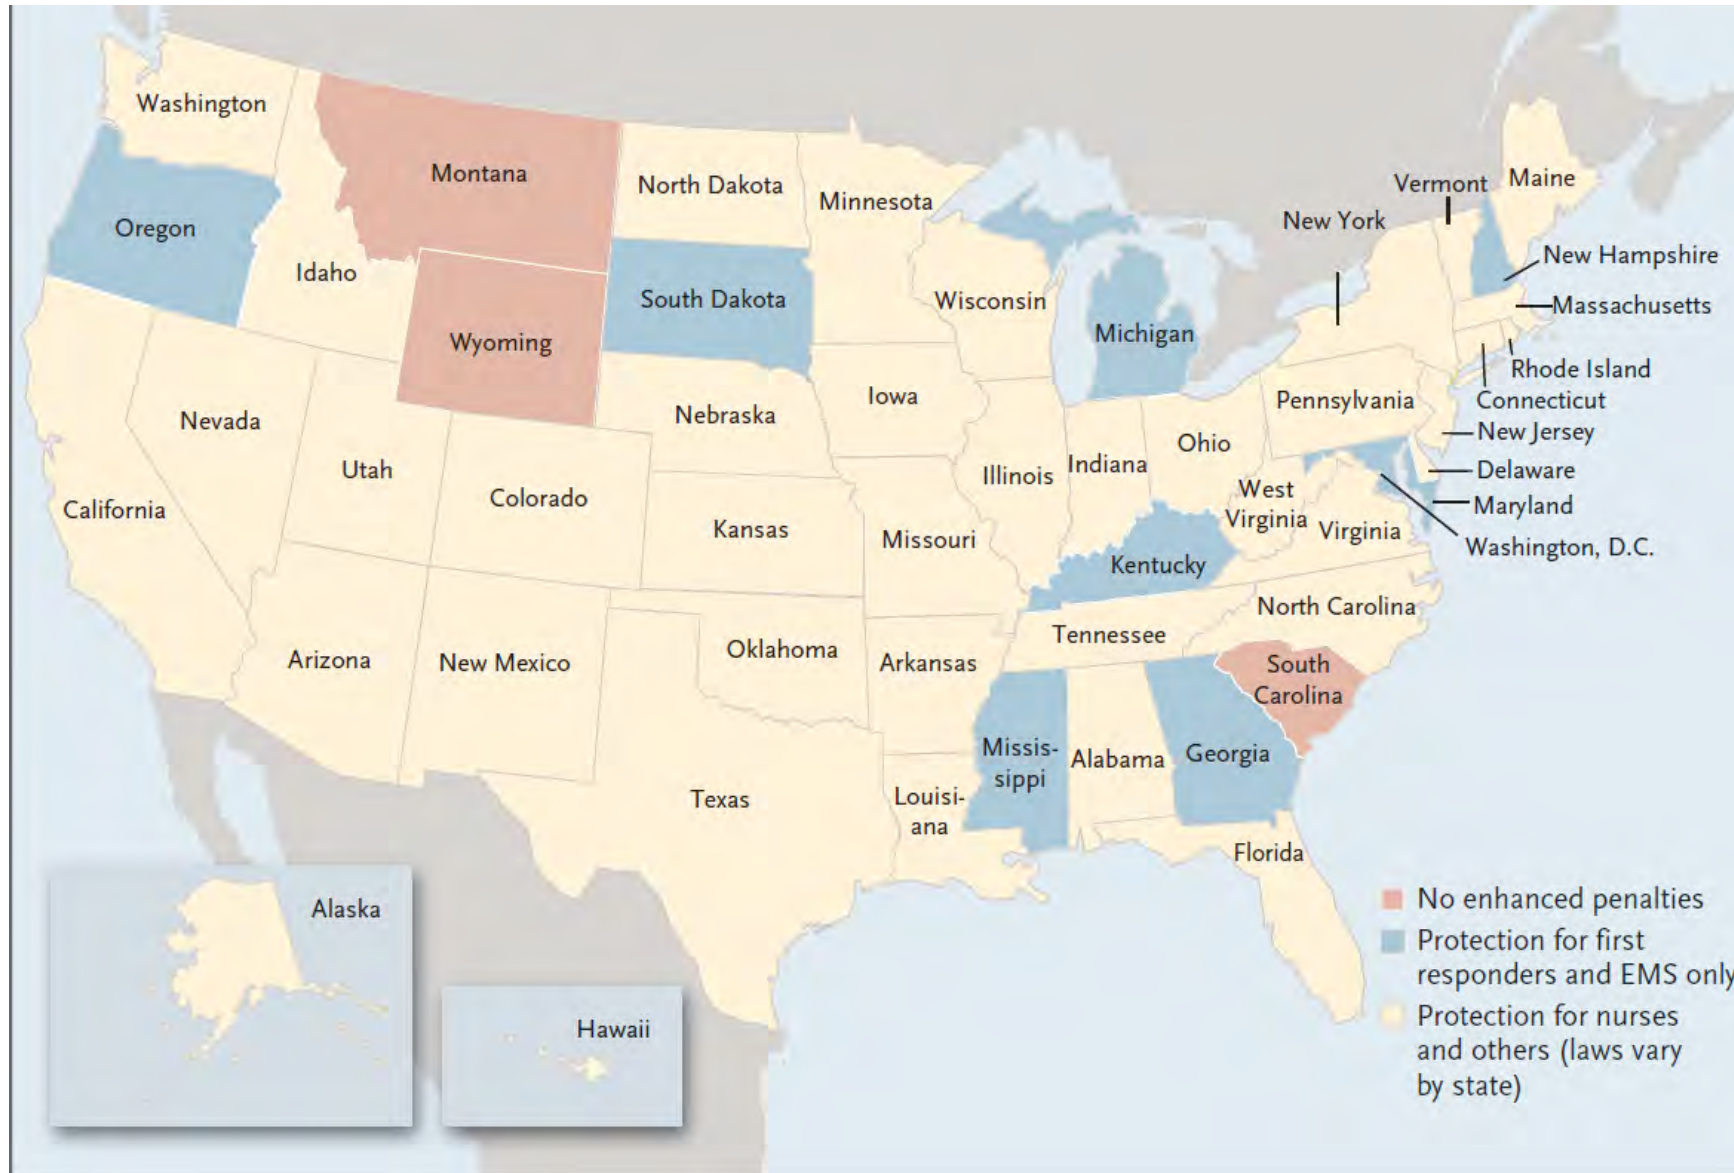 Washington
Montana
North Dakota
Minnesota
Vermont
Maine
New York
Oregon
Idaho
South Dakota
Wisconsin
Michigan
New Hampshire
Massachusetts
Wyoming
Rhode Island
Connecticut
New Jersey
Delaware
Maryland
Washington, D.C.
Nevada
Utah
Colorado
Nebraska
Iowa
Illinois
Indiana
Ohio
Pennsylvania
California
Kansas
Missouri
West
Virginia
Virginia
Kentucky
North Carolina
Tennessee
Arizona
New Mexico
Oklahoma
Arkansas
South
Carolina
Missis-
sippi
Alabama
Georgia
Texas
Louisi-
ana
Florida
Alaska
Hawaii
No enhanced penalties
Protection for first
responders and EMS only
Protection for nurses
and others (laws vary
by state)